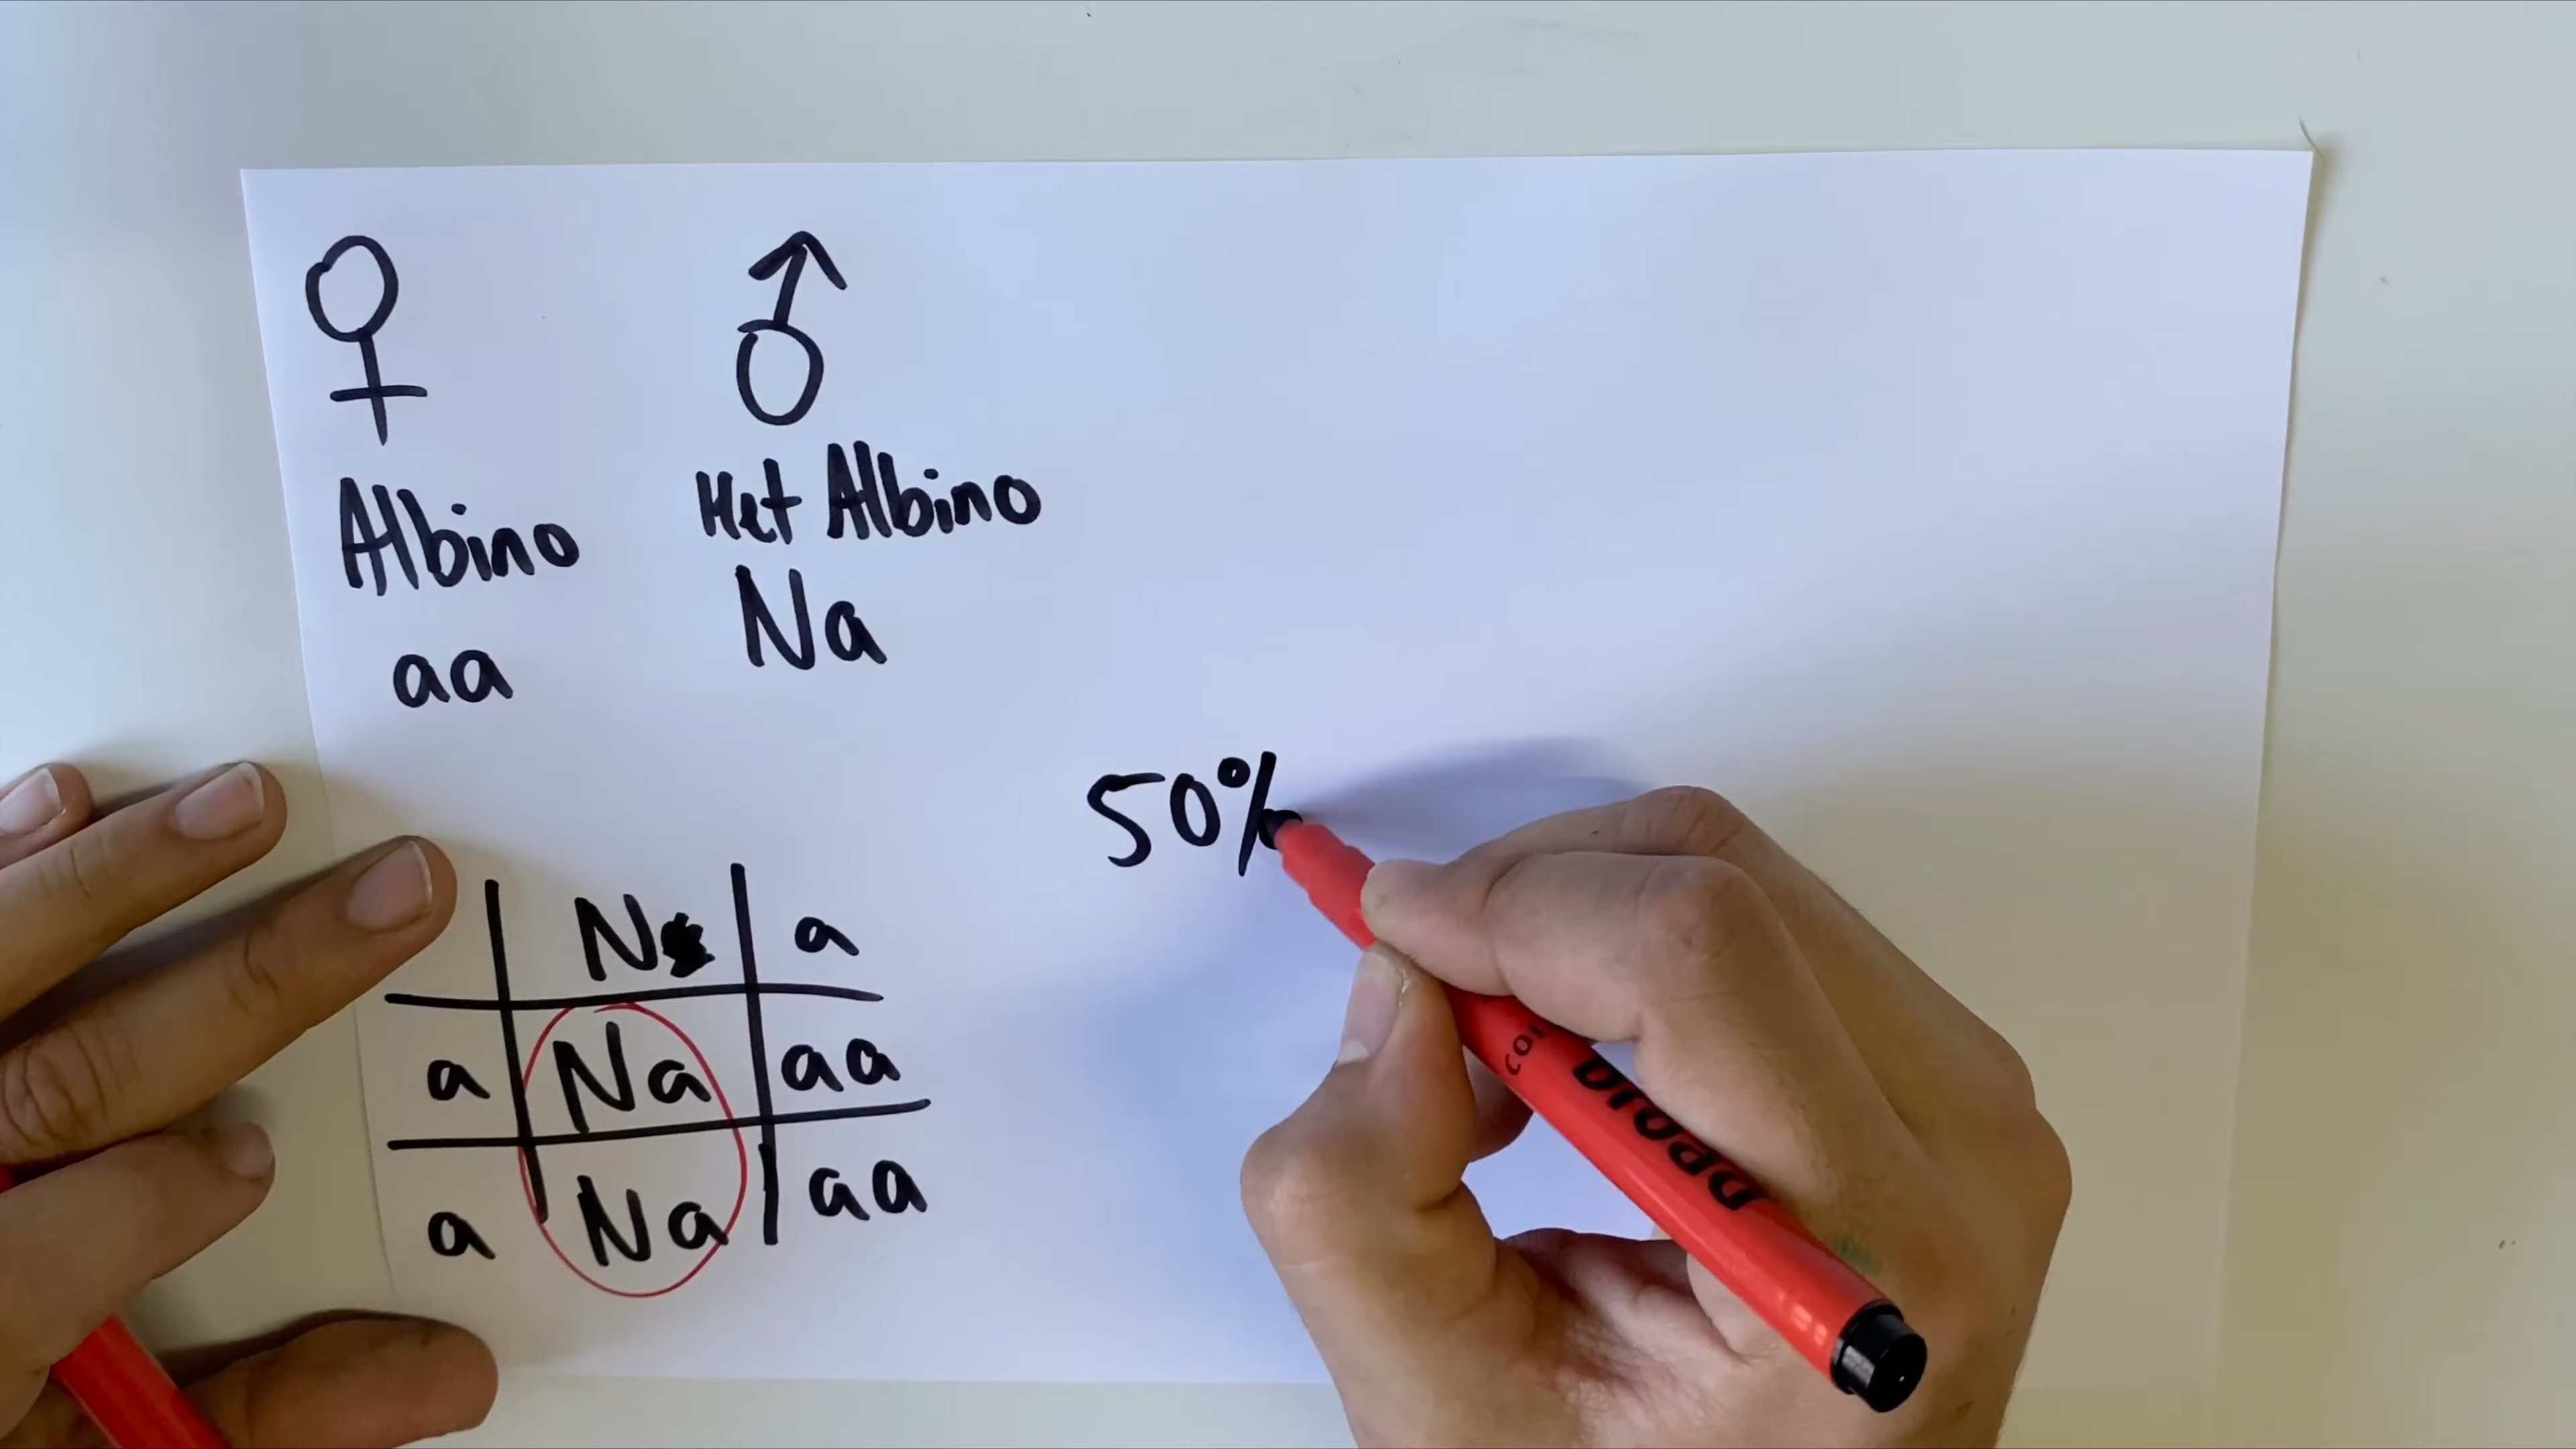 ♀ ♂
Albino Het Albino
aa Na
50%
N a
a Na aa
a Na aa